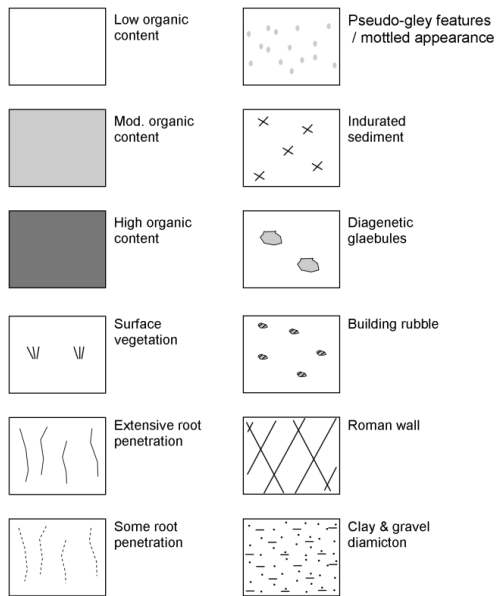 Low organic
content
Pseudo-gley features
/ mottled appearance
Mod. organic
content
Indurated
sediment
High organic
content
Diagenetic
glaebules
Surface
vegetation
Building rubble
Extensive root
penetration
Roman wall
Some root
penetration
Clay & gravel
diamicton